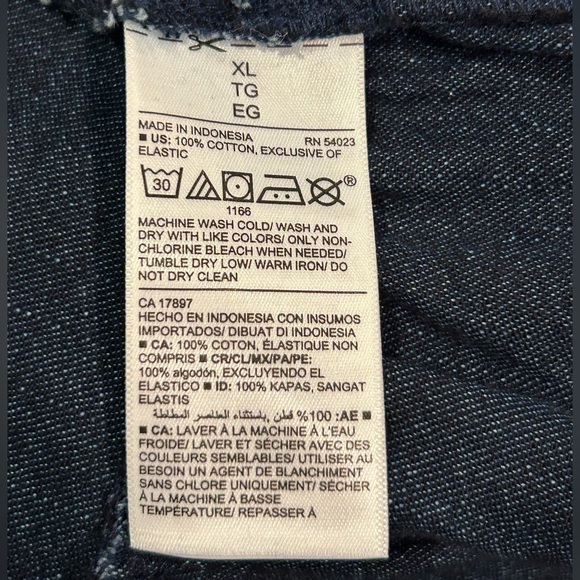 XL
TG
EG
MADE IN INDONESIA RN 54023
■ US: 100% COTTON, EXCLUSIVE OF
ELASTIC
30
®
1166
MACHINE WASH COLD/ WASH AND
DRY WITH LIKE COLORS/ ONLY NON-
CHLORINE BLEACH WHEN NEEDED/
TUMBLE DRY LOW/ WARM IRON/ DO
NOT DRY CLEAN
CA 17897
HECHO EN INDONESIA CON INSUMOS
IMPORTADOS/ DIBUAT DI INDONESIA
■ CA: 100% COTON, ÉLASTIQUE NON
COMPRIS ■ CR/CL/MX/PA/PE:
100% algodón, EXCLUYENDO EL
ELASTICO ■ ID: 100% KAPAS, SANGAT
ELASTIS
■ AE: 100% قطن ,باستثناء العناصر المطاطة
■ CA: LAVER À LA MACHINE À L'EAU
FROIDE/ LAVER ET SÉCHER AVEC DES
COULEURS SEMBLABLES/ UTILISER AU
BESOIN UN AGENT DE BLANCHIMENT
SANS CHLORE UNIQUEMENT/ SÉCHER
À LA MACHINE À BASSE
TEMPÉRATURE/ REPASSER À